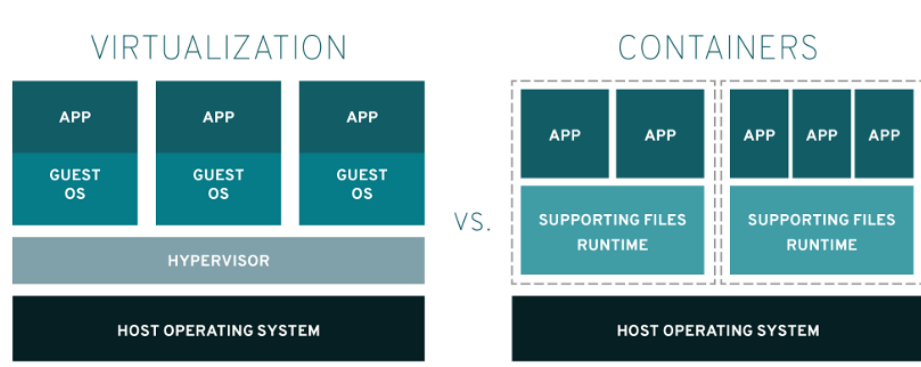 VIRTUALIZATION
APP
APP
APP
GUEST
OS
GUEST
OS
GUEST
OS
HYPERVISOR
HOST OPERATING SYSTEM
VS.
CONTAINERS
APP
APP
APP
APP
APP
SUPPORTING FILES
RUNTIME
SUPPORTING FILES
RUNTIME
HOST OPERATING SYSTEM